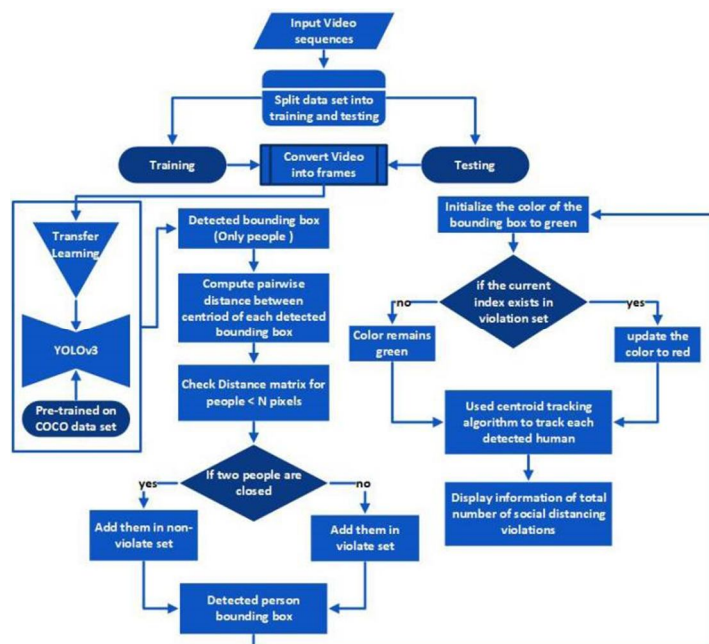 Input Video
sequences
Split data set into
training and testing
Training
Convert Video
into frames
Testing
Transfer
Learning
YOLOv3
Pre-trained on
COCO data set
Detected bounding box
(Only people )
Compute pairwise
distance between
centriod of each detected
bounding box
Check Distance matrix for
people < N pixels
If two people are
closed
yes
no
Add them in non-
violate set
Add them in
violate set
Detected person
bounding box
Initialize the color of the
bounding box to green
if the current
index exists in
violation set
no
yes
Color remains
green
update the
color to red
Used centroid tracking
algorithm to track each
detected human
Display information of total
number of social distancing
violations